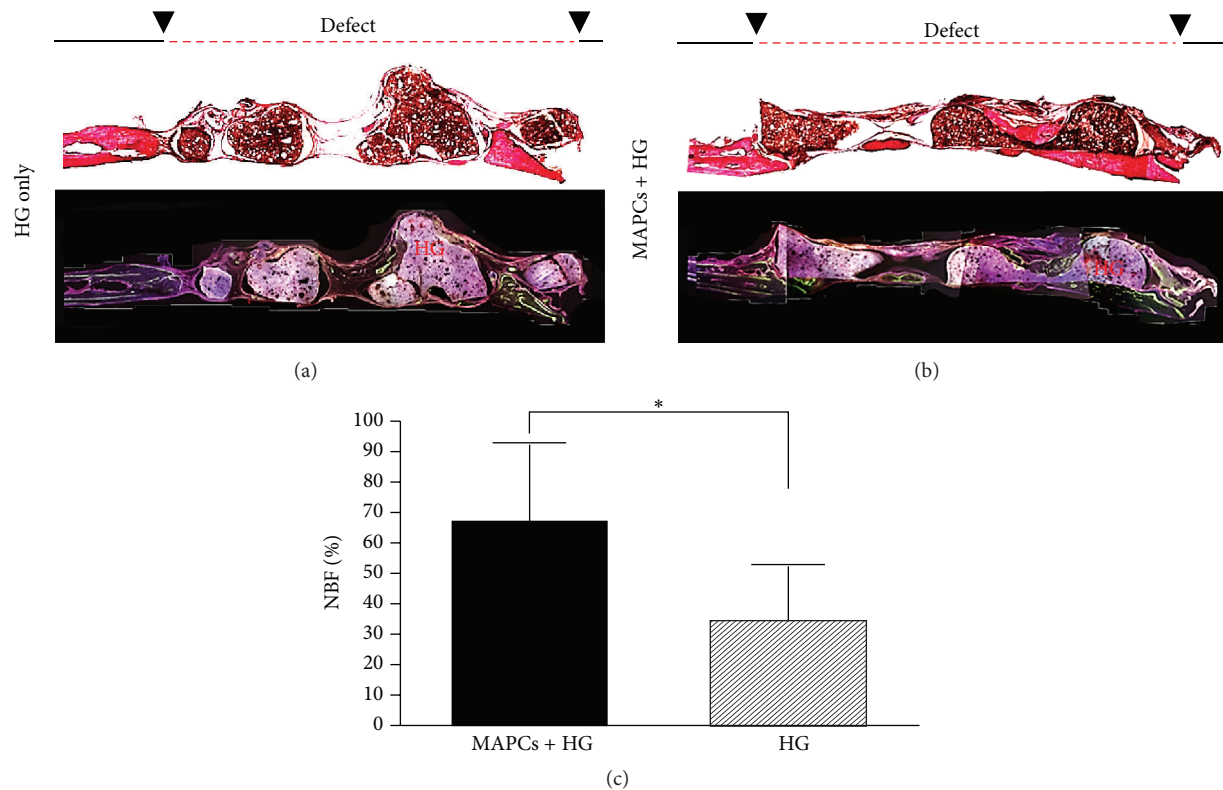 Defect
Defect
HG only
HG
MAPCs + HG
HG
(a)
(b)
*
100
90
80
70
60
50
40
30
20
10
0
NBF (%)
MAPCs + HG
HG
(c)